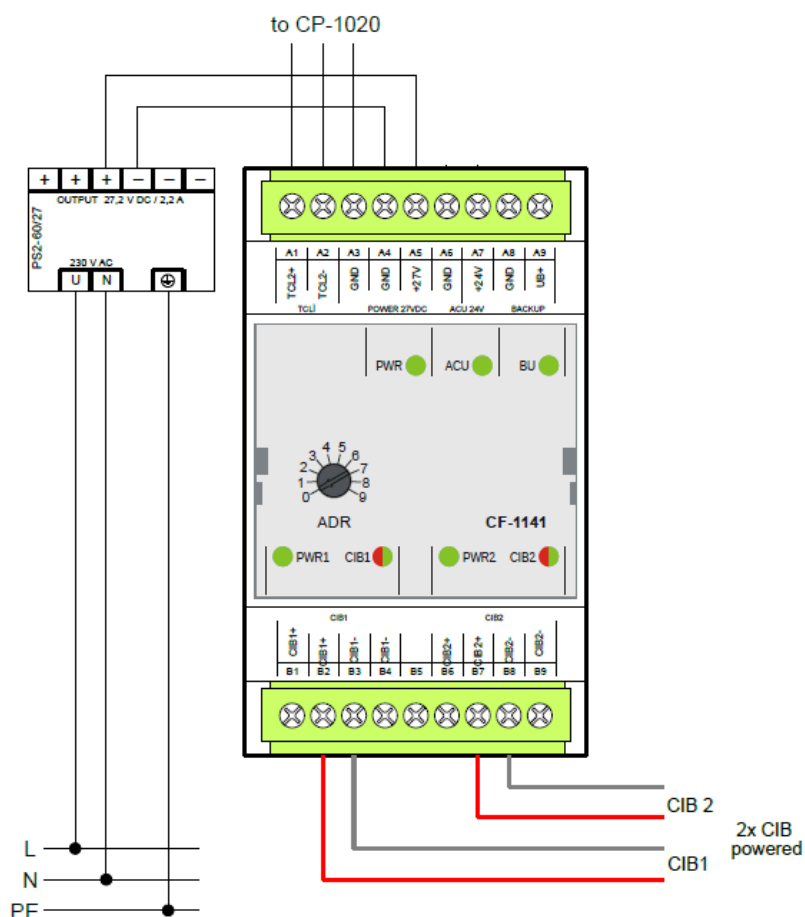 to CP-1020
+ + + − − −
OUTPUT 27,2 V DC / 2,2 A
PS2-60/27
230 V AC
U N
A1 A2 A3 A4 A5 A6 A7 A8 A9
TCL2+ TCL2- GND GND +27V GND +24V GND UB+
TCLİ POWER 27VDC ACU 24V BACKUP
PWR ACU BU
0 1 2 3 4 5 6 7 8 9
ADR
CF-1141
PWR1 CIB1 PWR2 CIB2
CIB1 CIB2
CIB1+ CIB1+ CIB1- CIB1- CIB2+ CIB2+ CIB2- CIB2-
B1 B2 B3 B4 B5 B6 B7 B8 B9
CIB 2
2x CIB
powered
CIB1
L
N
PE